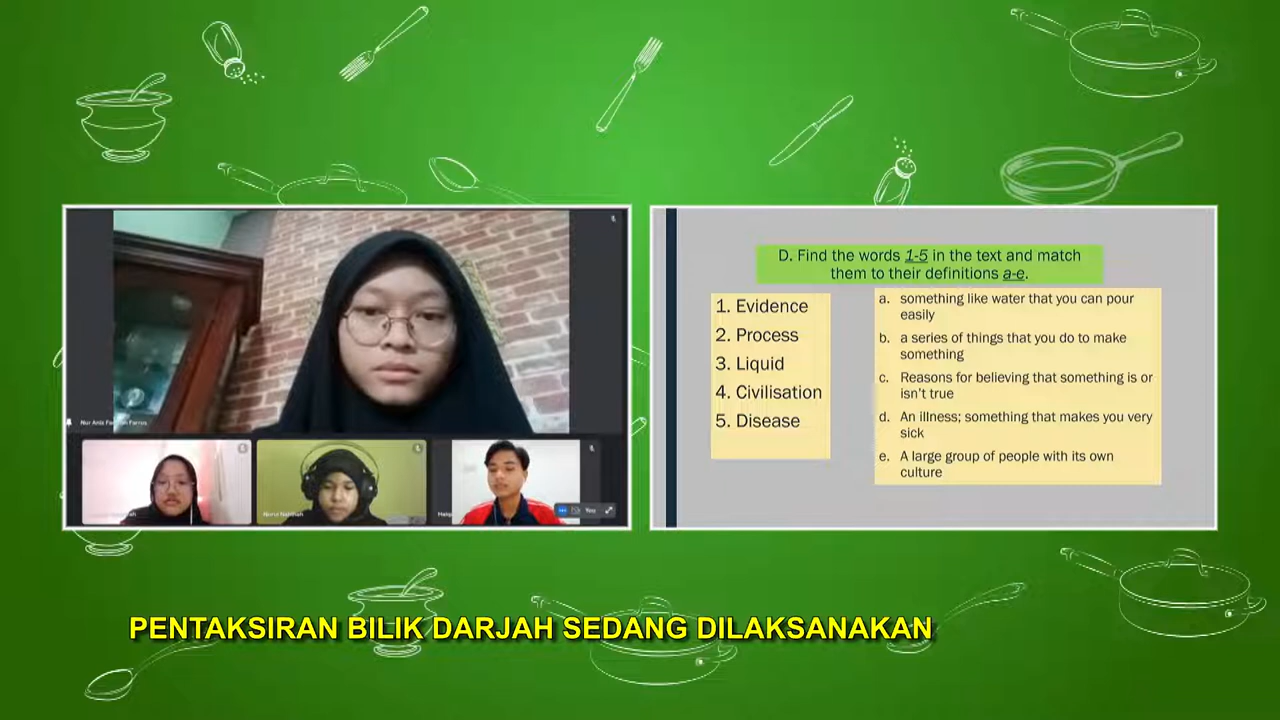 D. Find the words 1-5 in the text and match
them to their definitions a-e.
1. Evidence
2. Process
3. Liquid
4. Civilisation
5. Disease
a. something like water that you can pour
easily
b. a series of things that you do to make
something
c. Reasons for believing that something is or
isn't true
d. An illness; something that makes you very
sick
e. A large group of people with its own
culture
You
PENTAKSIRAN BILIK DARJAH SEDANG DILAKSANAKAN